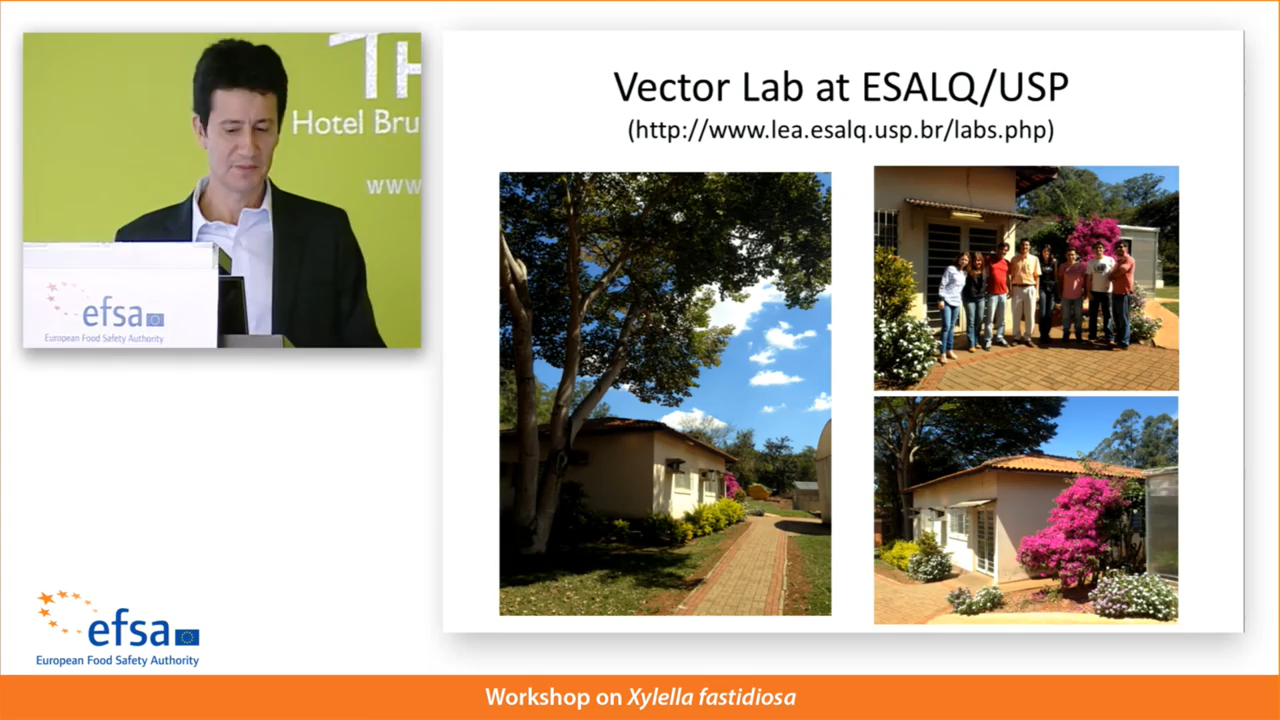 Hotel Bru
www
efsa
European Food Safety Authority
Vector Lab at ESALQ/USP
(http://www.lea.esalq.usp.br/labs.php)
efsa
European Food Safety Authority
Workshop on Xylella fastidiosa